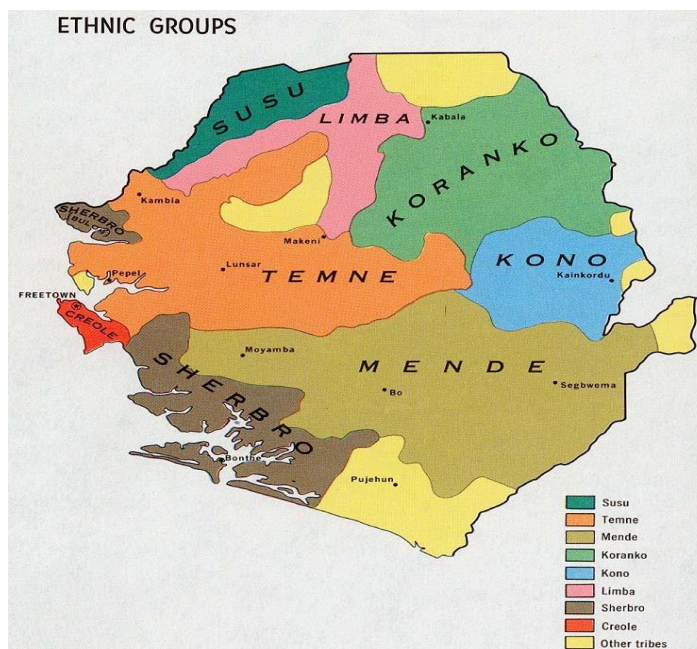 ETHNIC GROUPS
SUSU
LIMBA
Kabala
KORANKO
Kambia
SHERBRO
BULOM
Makeni
KONO
Kainkordu
Lunsar
TEMNE
Pepel
FREETOWN
CREOLE
Moyamba
MENDE
SHERBRO
Segbwema
Bo
Bonthe
Pujehun
Susu
Temne
Mende
Koranko
Kono
Limba
Sherbro
Creole
Other tribes